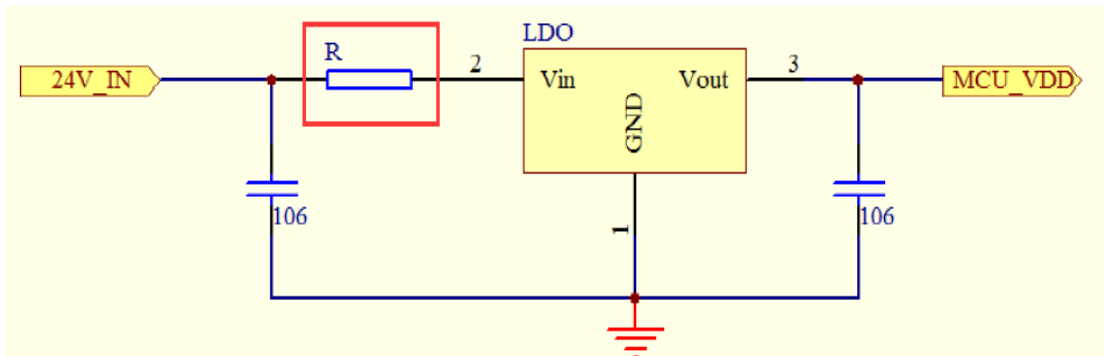 LDO
R
24V_IN
2
Vin
Vout
3
MCU_VDD
GND
106
1
106